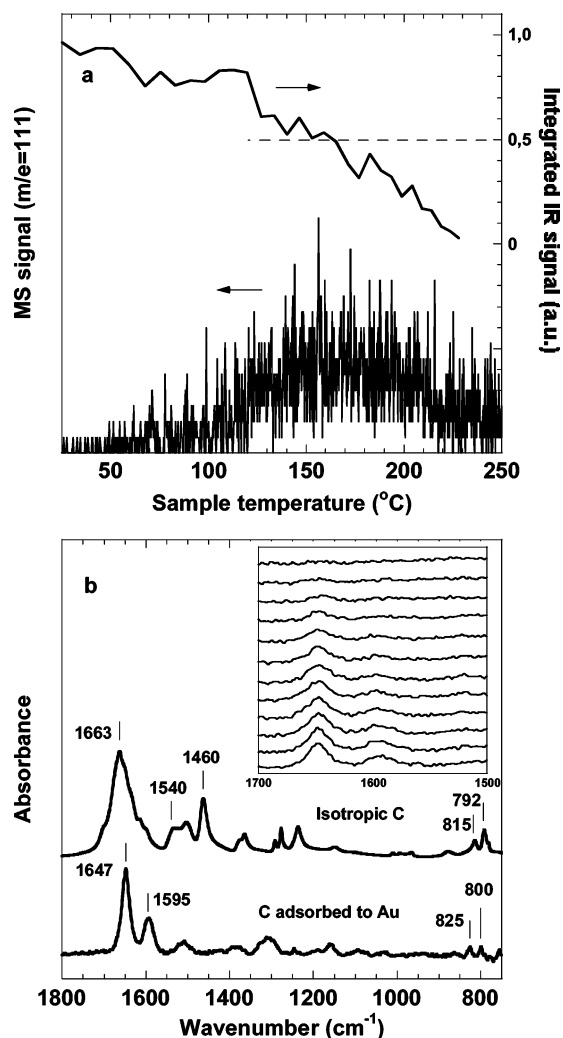 a
1,0
0,5
0
MS signal (m/e=111)
Integrated IR signal (a.u.)
50 100 150 200 250
Sample temperature (°C)
b
1700 1600 1500
1663
1540
1460
Isotropic C
792
815
1647
1595
C adsorbed to Au
800
825
Absorbance
1800 1600 1400 1200 1000 800
Wavenumber (cm-1)